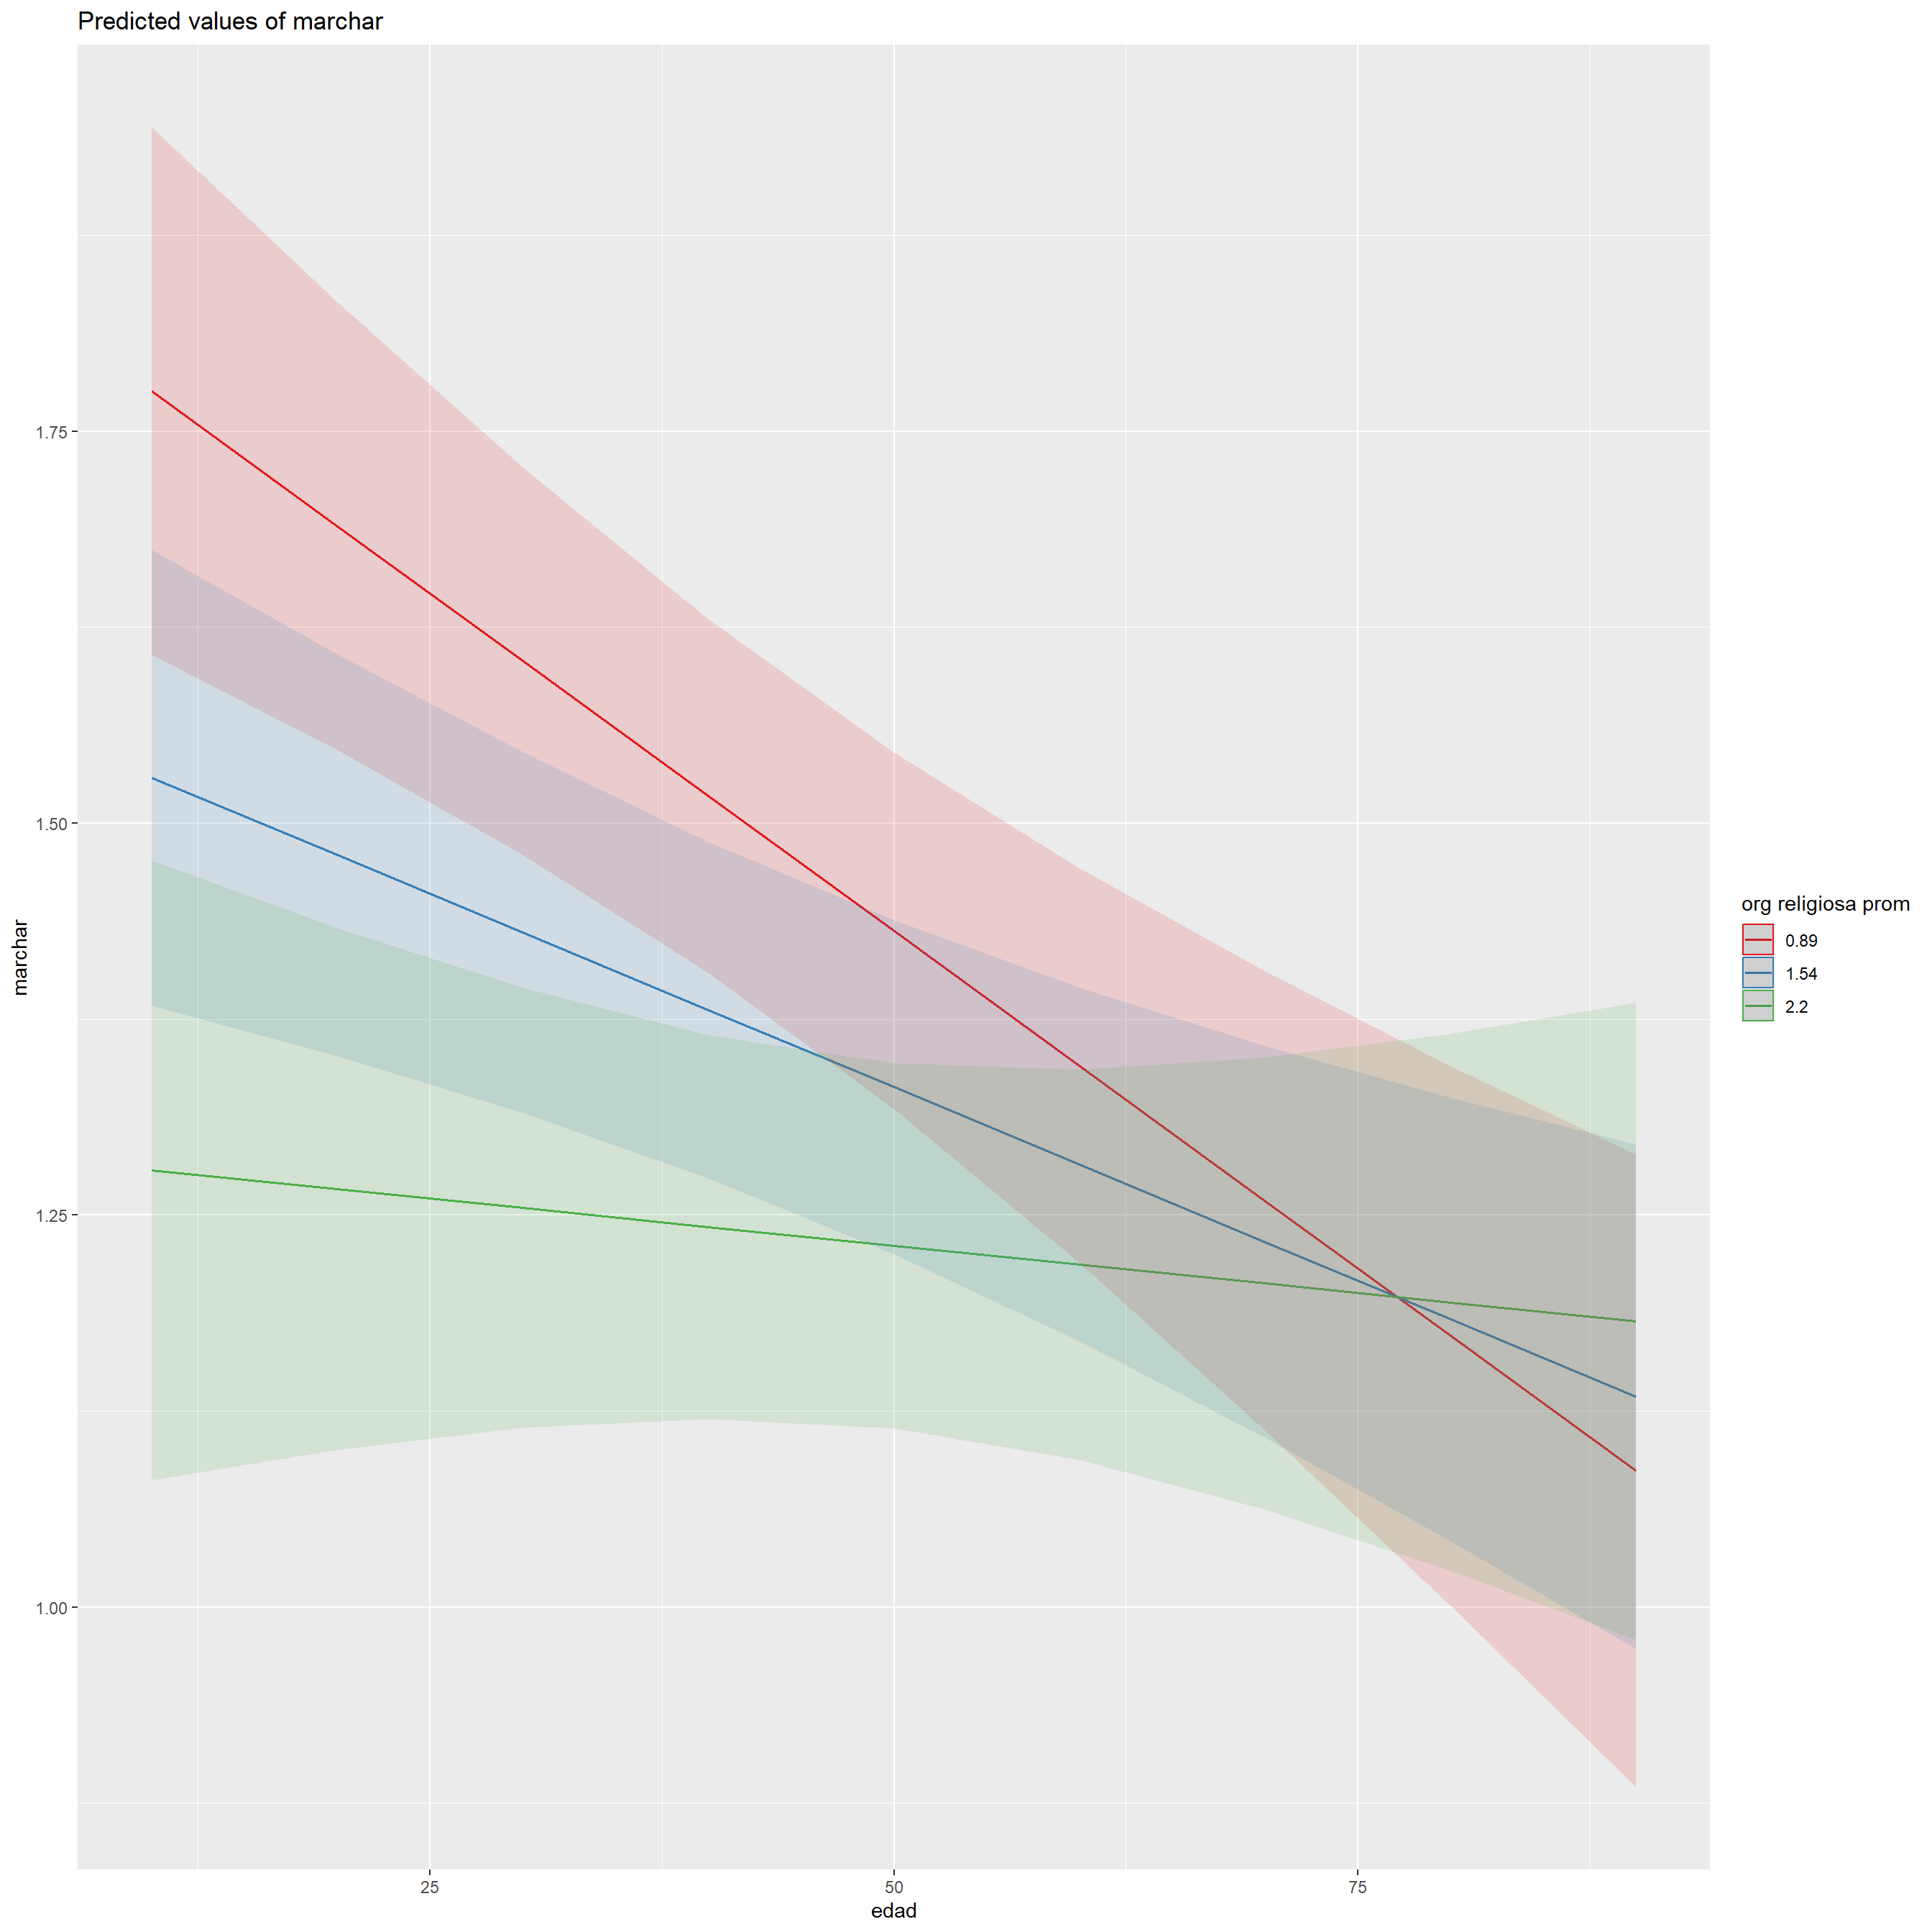 Predicted values of marchar
marchar
1.75
1.50
1.25
1.00
25
50
75
edad
org religiosa prom
0.89
1.54
2.2